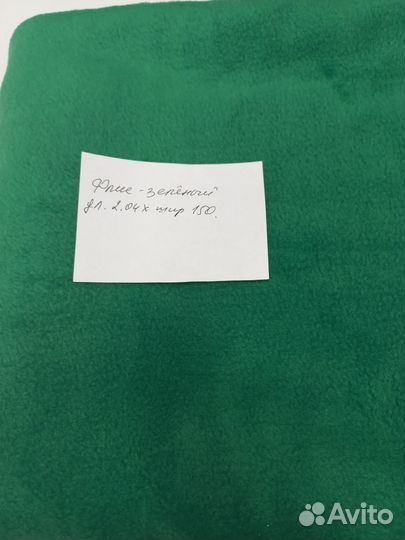 Флис - зелёный
дл. 2,04 х шир 150.
Avito